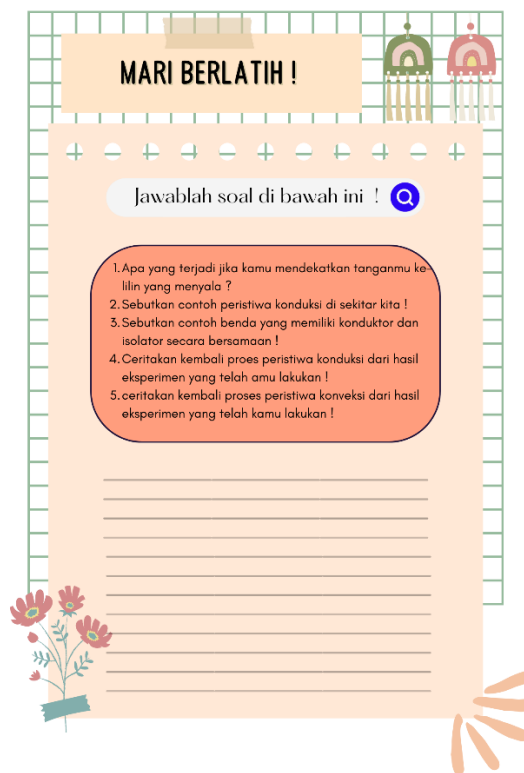 MARI BERLATIH !
Jawablah soal di bawah ini !
1. Apa yang terjadi jika kamu mendekatkan tanganmu ke-
lilin yang menyala ?
2. Sebutkan contoh peristiwa konduksi di sekitar kita !
3. Sebutkan contoh benda yang memiliki konduktor dan
isolator secara bersamaan !
4. Ceritakan kembali proes peristiwa konduksi dari hasil
eksperimen yang telah amu lakukan !
5. ceritakan kembali proses peristiwa konveksi dari hasil
eksperimen yang telah kamu lakukan !